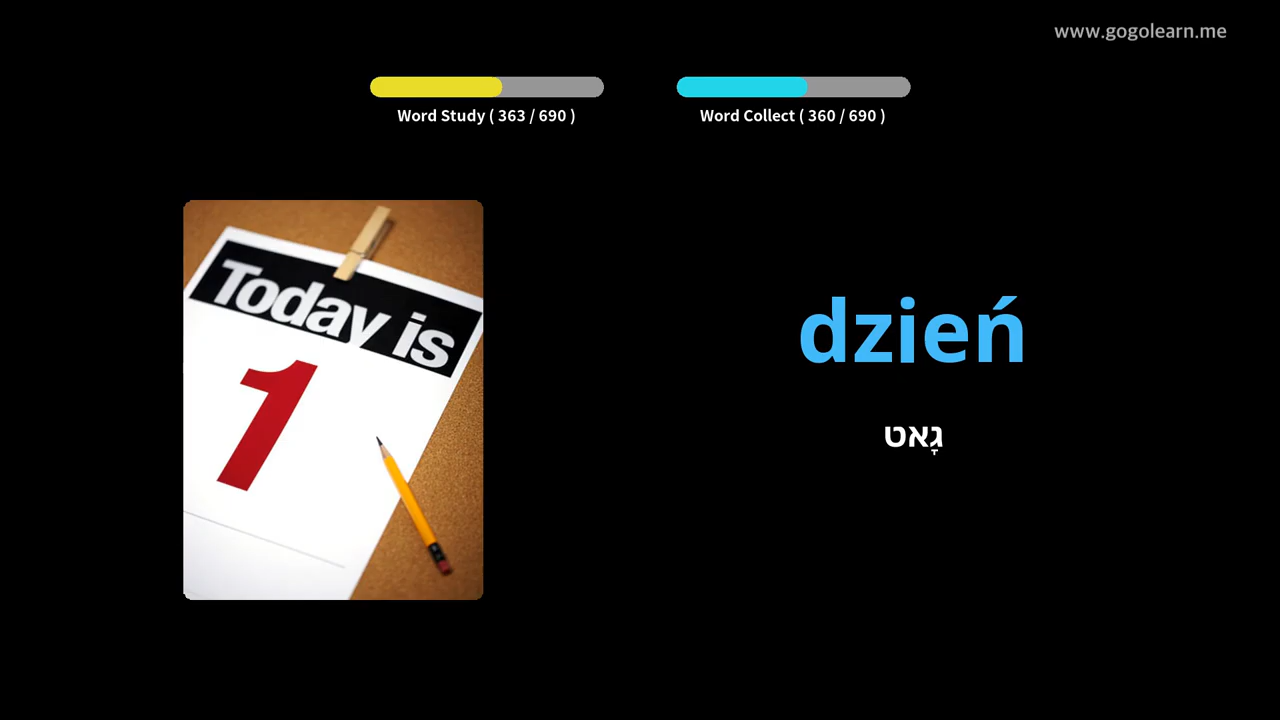 www.gogolearn.me
Word Study ( 363 / 690 )
Word Collect ( 360 / 690 )
Today is
1
dzień
גָאט